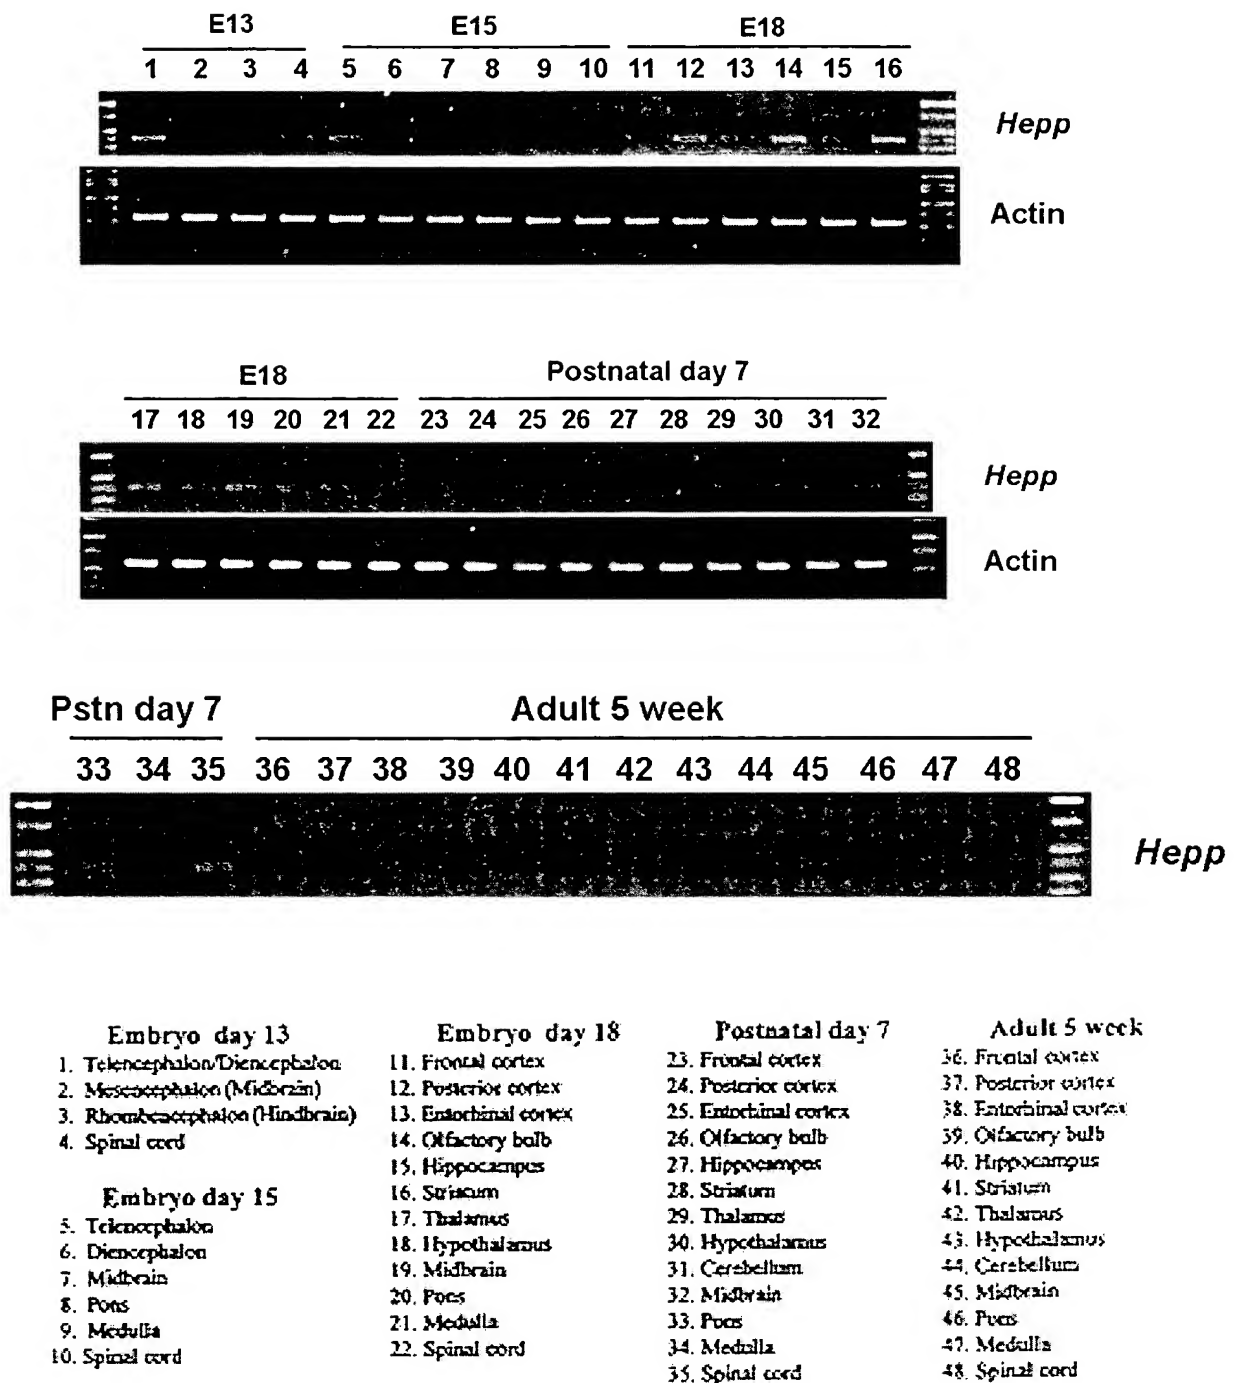 E13 E15 E18
1 2 3 4 5 6 7 8 9 10 11 12 13 14 15 16
Hepp
Actin
E18 Postnatal day 7
17 18 19 20 21 22 23 24 25 26 27 28 29 30 31 32
Hepp
Actin
Pstn day 7 Adult 5 week
33 34 35 36 37 38 39 40 41 42 43 44 45 46 47 48
Hepp
Embryo day 13
1. Telencephalon/Diencephalon
2. Mesencephalon (Midbrain)
3. Rhombencephalon (Hindbrain)
4. Spinal cord
Embryo day 15
5. Telencephalon
6. Diencephalon
7. Midbrain
8. Pons
9. Medulla
10. Spinal cord
Embryo day 18
11. Frontal cortex
12. Posterior cortex
13. Entorhinal cortex
14. Olfactory bulb
15. Hippocampus
16. Striatum
17. Thalamus
18. Hypothalamus
19. Midbrain
20. Pons
21. Medulla
22. Spinal cord
Postnatal day 7
23. Frontal cortex
24. Posterior cortex
25. Entorhinal cortex
26. Olfactory bulb
27. Hippocampus
28. Striatum
29. Thalamus
30. Hypothalamus
31. Cerebellum
32. Midbrain
33. Pons
34. Medulla
35. Spinal cord
Adult 5 week
36. Frontal cortex
37. Posterior cortex
38. Entorhinal cortex
39. Olfactory bulb
40. Hippocampus
41. Striatum
42. Thalamus
43. Hypothalamus
44. Cerebellum
45. Midbrain
46. Pons
47. Medulla
48. Spinal cord